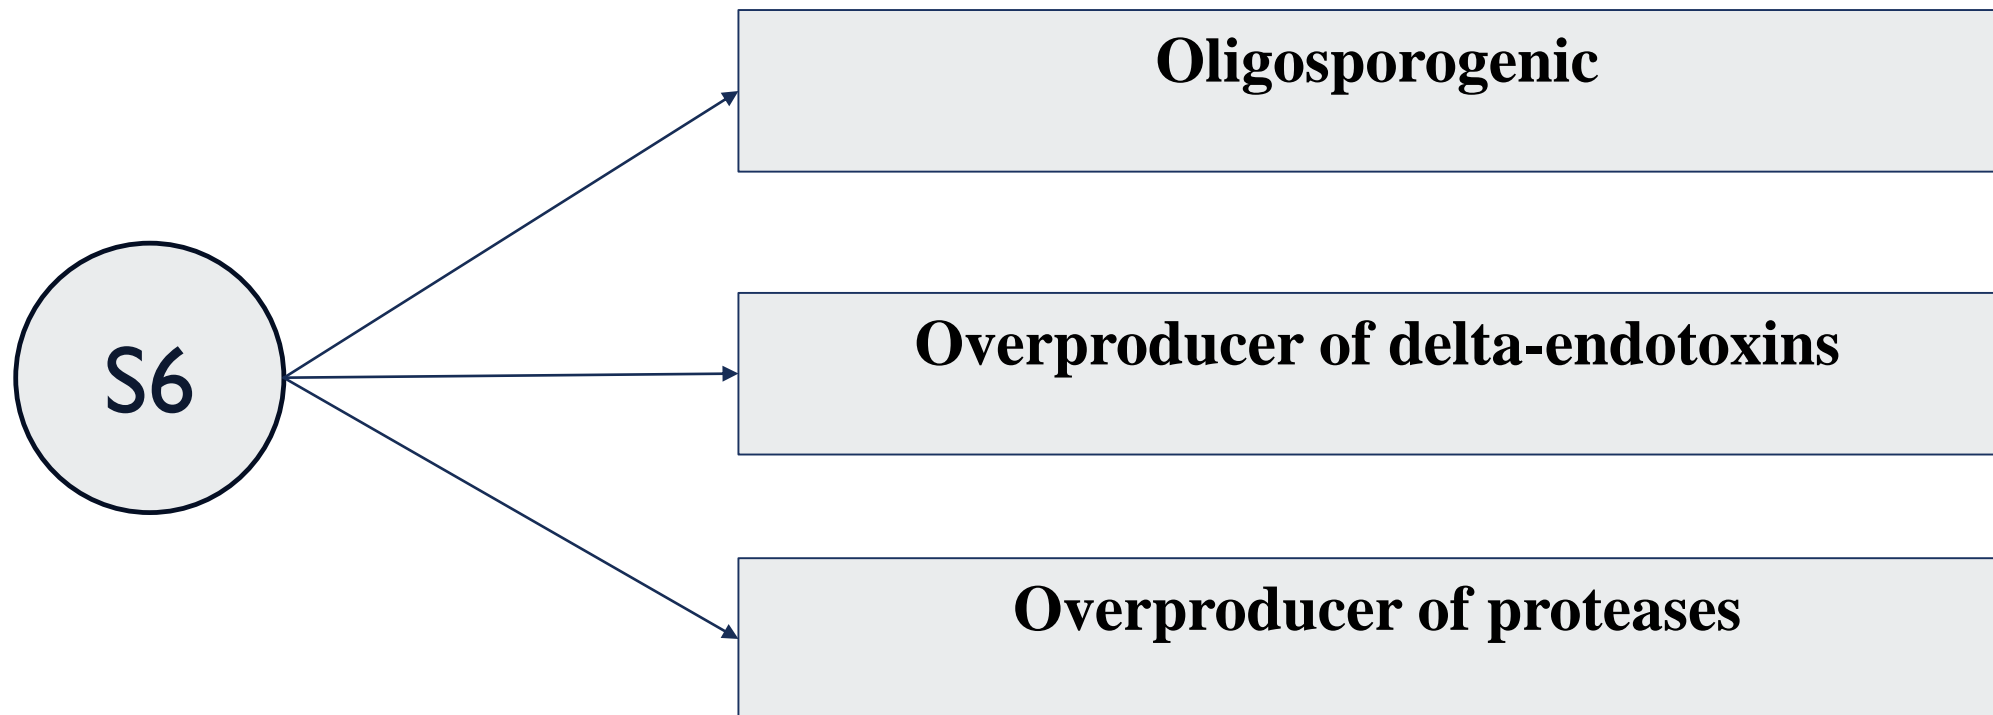 Oligosporogenic
S6
Overproducer of delta-endotoxins
Overproducer of proteases